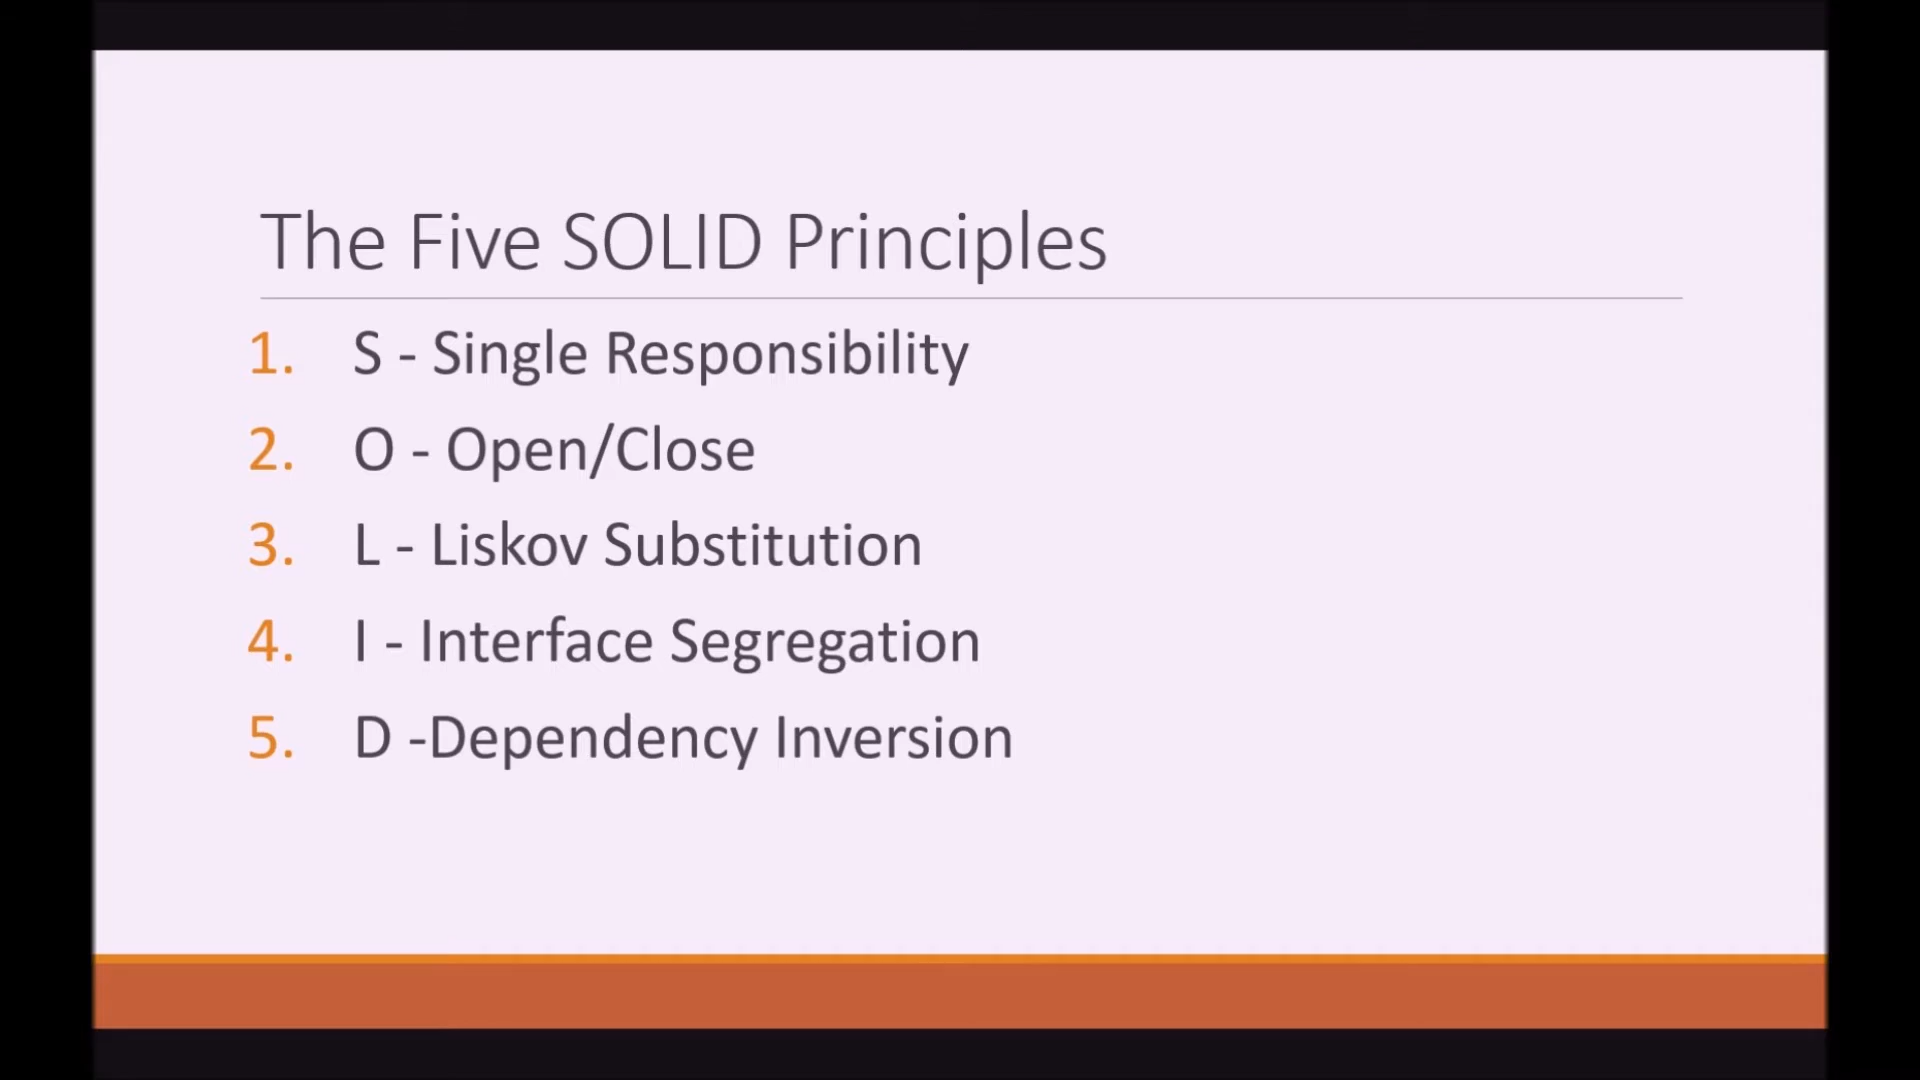 The Five SOLID Principles
1. S - Single Responsibility
2. O - Open/Close
3. L - Liskov Substitution
4. I - Interface Segregation
5. D -Dependency Inversion